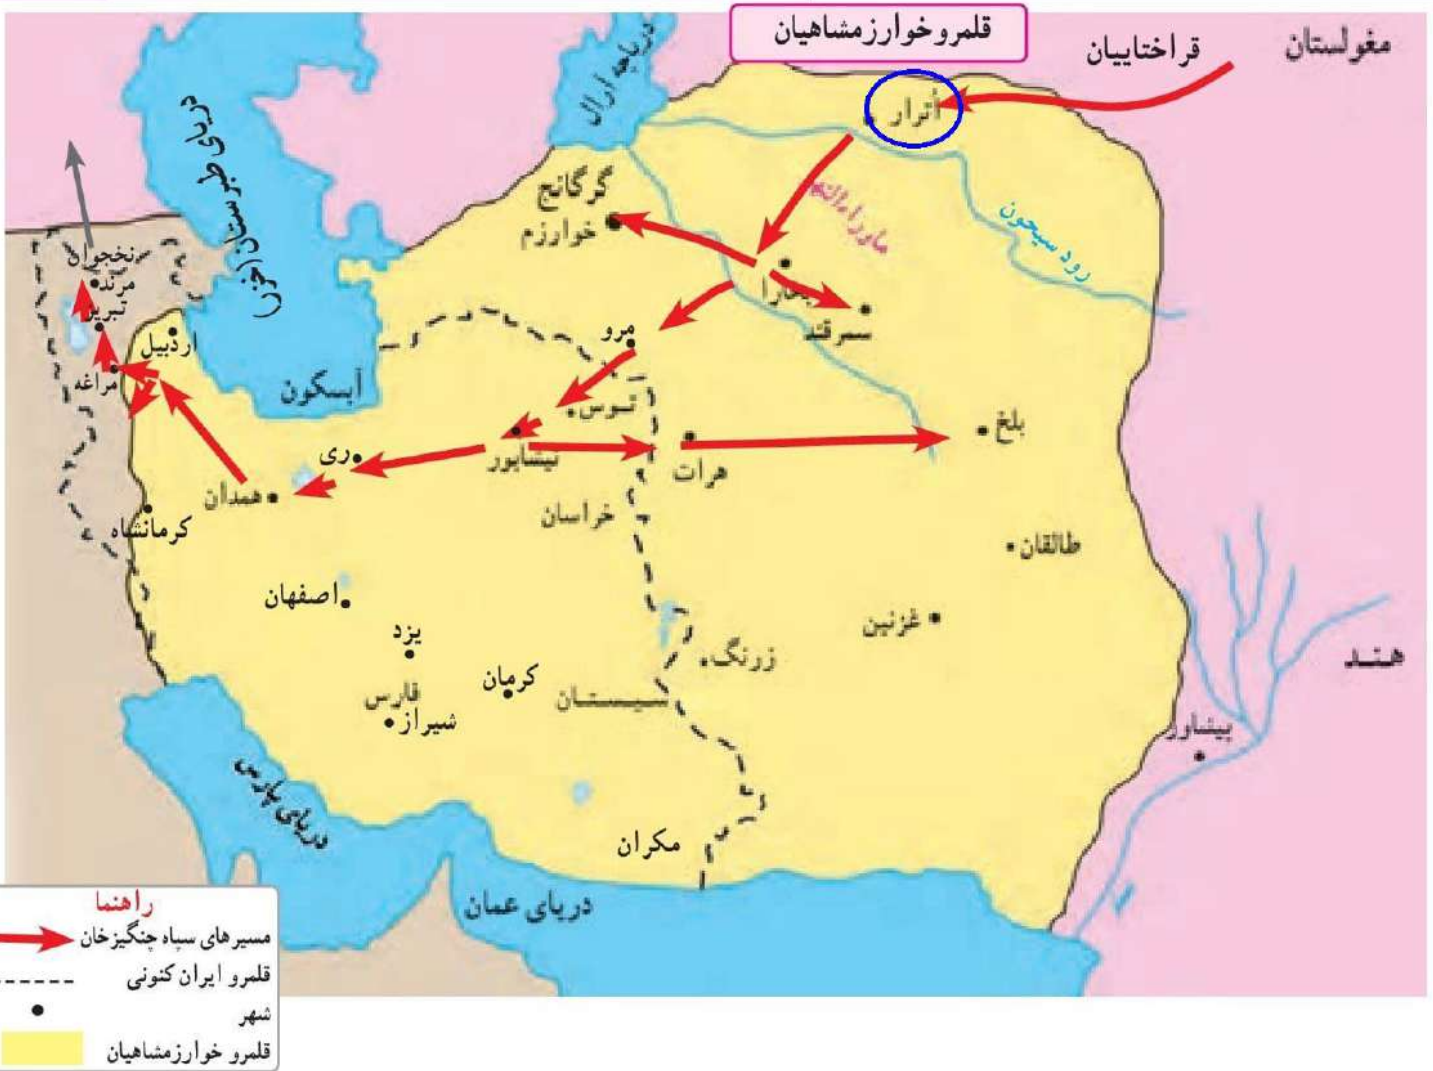 قلمرو خوارزمشاهیان
مغولستان
قراختاییان
دریاچه آرال
أترار
دریای طبرستان (خزر)
گرگانج
خوارزم
ماوراءالنهر
رود سیحون
نخجوان
مرند
تبریز
اردبیل
مراغه
بخارا
سمرقند
مرو
آبسکون
توس
بلخ
نیشابور
هرات
ری
همدان
خراسان
کرمانشاه
طالقان
اصفهان
غزنین
یزد
زرنگ
هند
کرمان
فارس
سیستان
شیراز
پیشاور
دریای پارس
مکران
دریای عمان
راهنما
مسیرهای سپاه چنگیزخان
قلمرو ایران کنونی
شهر
قلمرو خوارزمشاهیان